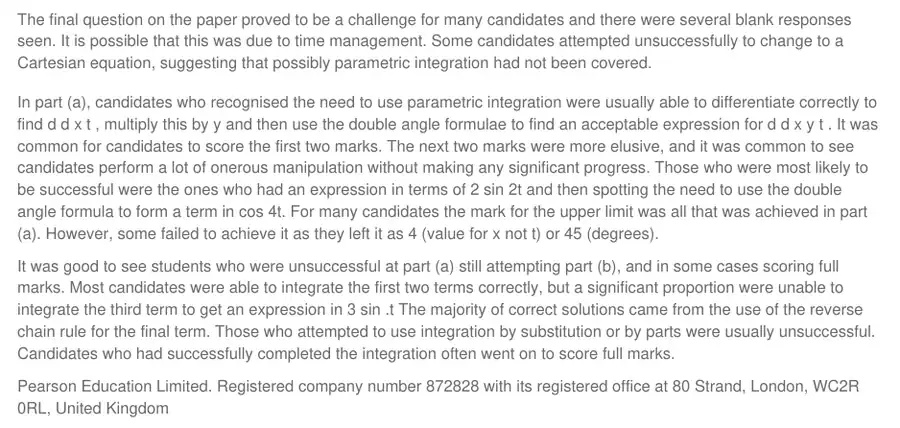 The final question on the paper proved to be a challenge for many candidates and there were several blank responses
seen. It is possible that this was due to time management. Some candidates attempted unsuccessfully to change to a
Cartesian equation, suggesting that possibly parametric integration had not been covered.
In part (a), candidates who recognised the need to use parametric integration were usually able to differentiate correctly to
find d d x t , multiply this by y and then use the double angle formulae to find an acceptable expression for d d x y t . It was
common for candidates to score the first two marks. The next two marks were more elusive, and it was common to see
candidates perform a lot of onerous manipulation without making any significant progress. Those who were most likely to
be successful were the ones who had an expression in terms of 2 sin 2t and then spotting the need to use the double
angle formula to form a term in cos 4t. For many candidates the mark for the upper limit was all that was achieved in part
(a). However, some failed to achieve it as they left it as 4 (value for x not t) or 45 (degrees).
It was good to see students who were unsuccessful at part (a) still attempting part (b), and in some cases scoring full
marks. Most candidates were able to integrate the first two terms correctly, but a significant proportion were unable to
integrate the third term to get an expression in 3 sin .t The majority of correct solutions came from the use of the reverse
chain rule for the final term. Those who attempted to use integration by substitution or by parts were usually unsuccessful.
Candidates who had successfully completed the integration often went on to score full marks.
Pearson Education Limited. Registered company number 872828 with its registered office at 80 Strand, London, WC2R
0RL, United Kingdom